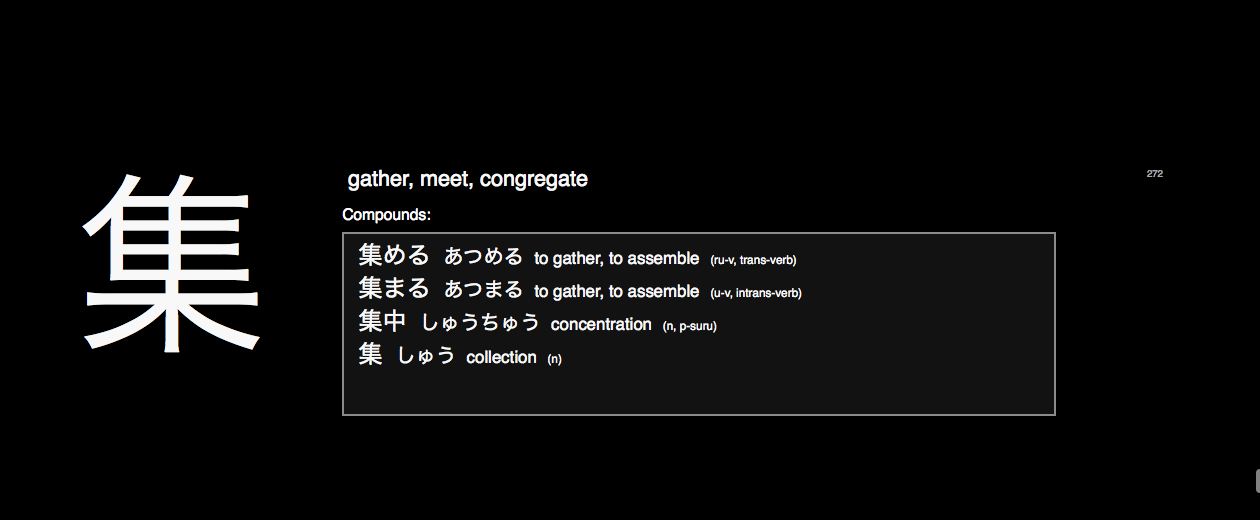 集
gather, meet, congregate
272
Compounds:
集める あつめる to gather, to assemble (ru-v, trans-verb)
集まる あつまる to gather, to assemble (u-v, intrans-verb)
集中 しゅうちゅう concentration (n, p-suru)
集 しゅう collection (n)